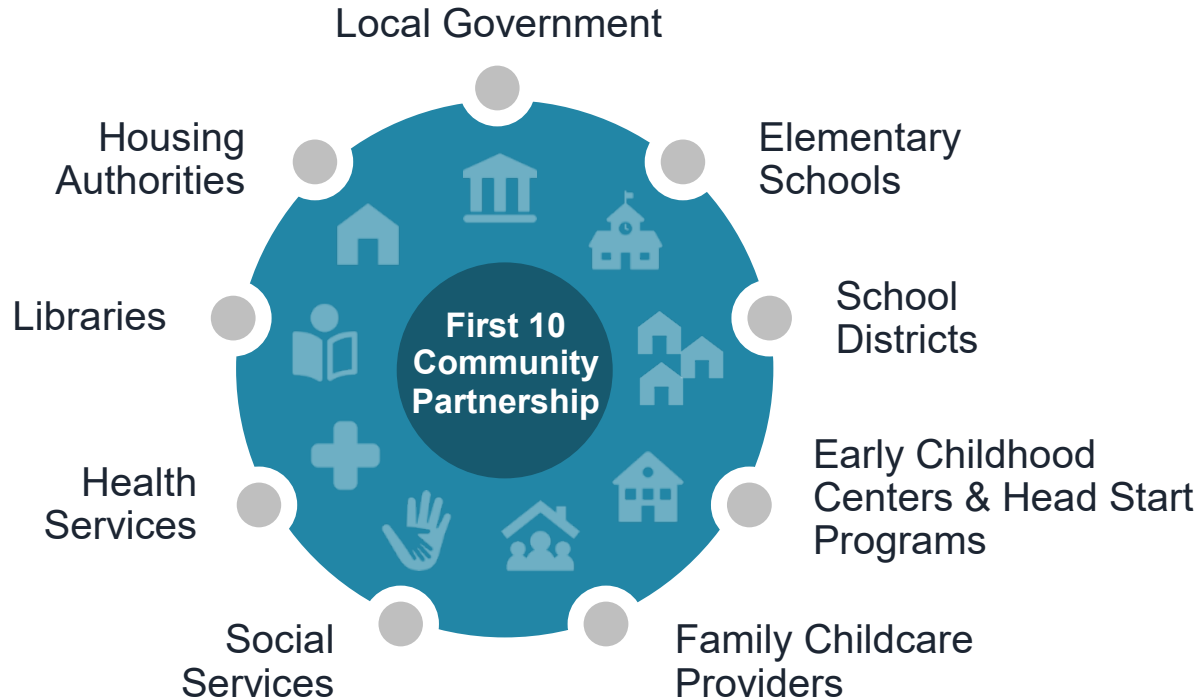 Local Government
Housing
Authorities
Elementary
Schools
Libraries
School
Districts
First 10
Community
Partnership
Health
Services
Early Childhood
Centers & Head Start
Programs
Social
Services
Family Childcare
Providers